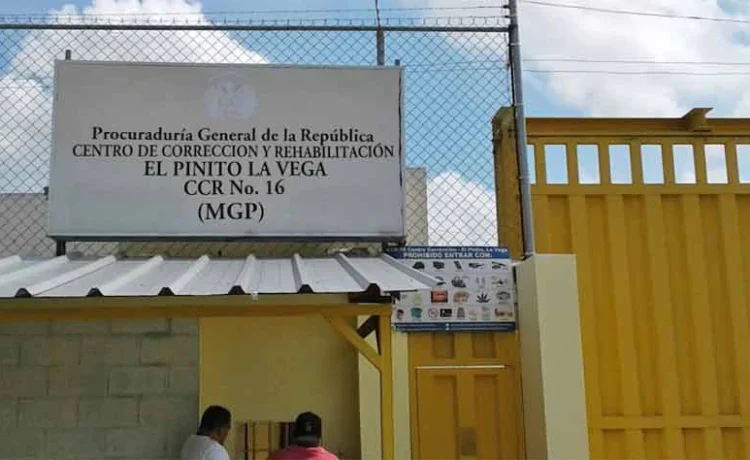 Procuraduría General de la República
CENTRO DE CORRECCION Y REHABILITACIÓN
EL PINITO LA VEGA
CCR No. 16
(MGP)
PROHIBIDO ENTRAR: